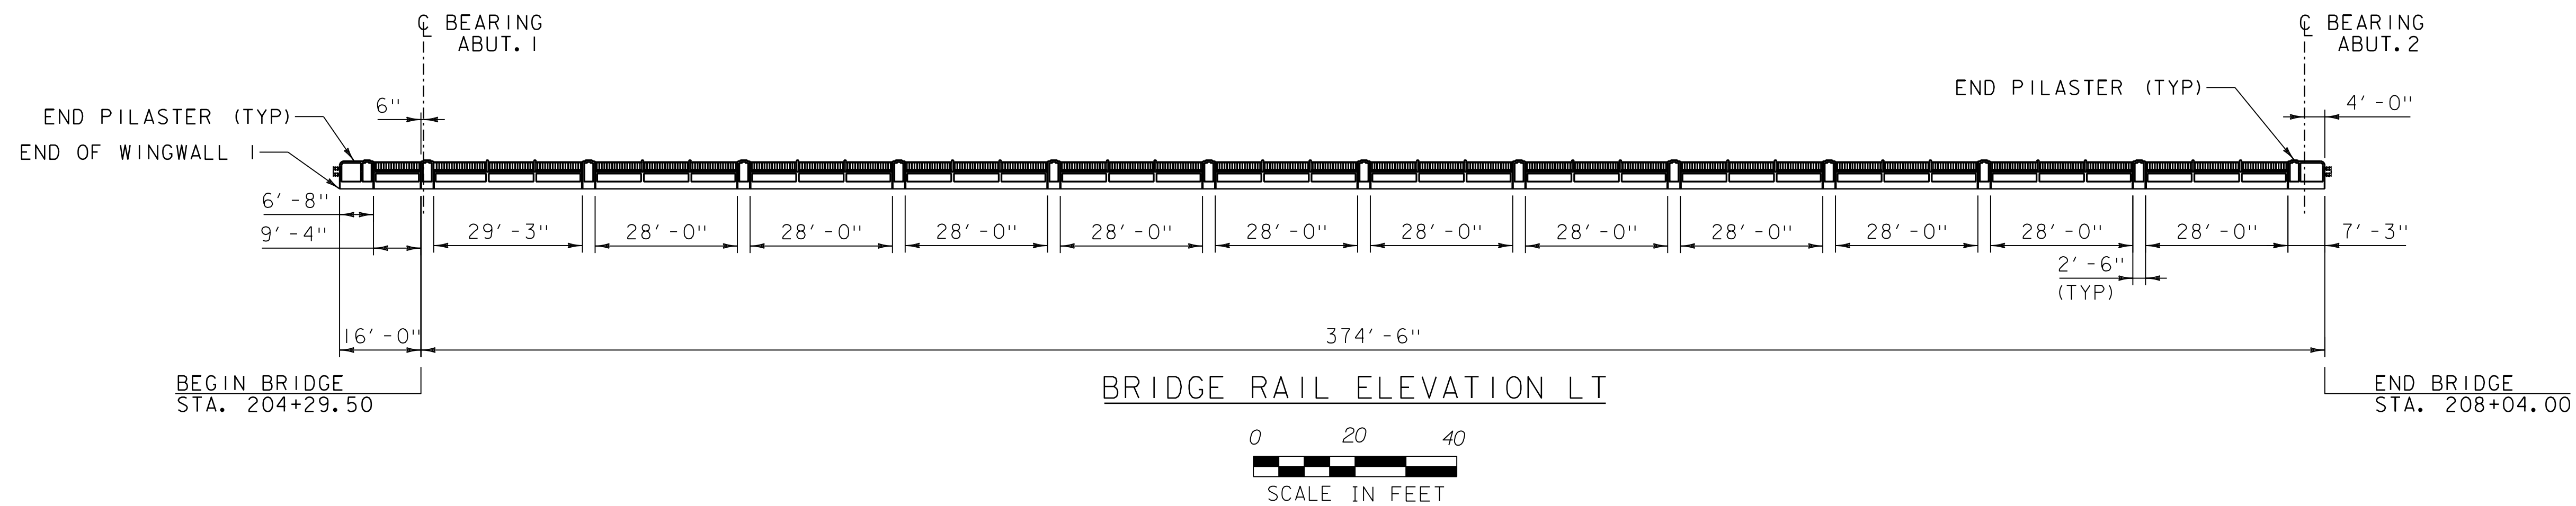 ℄ BEARING
ABUT. 1
℄ BEARING
ABUT. 2
END PILASTER (TYP)
6"
4'-0"
END PILASTER (TYP)
END OF WINGWALL 1
6'-8"
9'-4"
29'-3"
28'-0"
28'-0"
28'-0"
28'-0"
28'-0"
28'-0"
28'-0"
28'-0"
28'-0"
28'-0"
28'-0"
7'-3"
2'-6"
(TYP)
16'-0"
374'-6"
BEGIN BRIDGE
STA. 204+29.50
BRIDGE RAIL ELEVATION LT
END BRIDGE
STA. 208+04.00
0 20 40
SCALE IN FEET